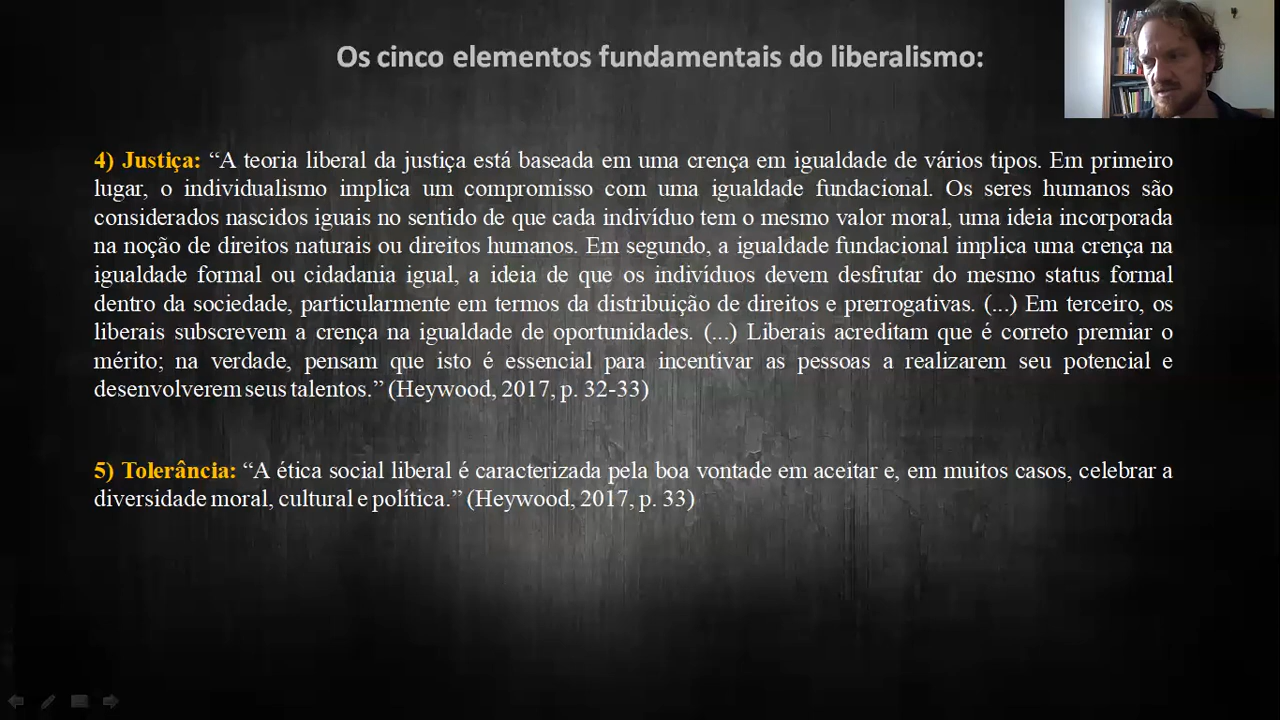 Os cinco elementos fundamentais do liberalismo:
4) Justiça: “A teoria liberal da justiça está baseada em uma crença em igualdade de vários tipos. Em primeiro
lugar, o individualismo implica um compromisso com uma igualdade fundacional. Os seres humanos são
considerados nascidos iguais no sentido de que cada indivíduo tem o mesmo valor moral, uma ideia incorporada
na noção de direitos naturais ou direitos humanos. Em segundo, a igualdade fundacional implica uma crença na
igualdade formal ou cidadania igual, a ideia de que os indivíduos devem desfrutar do mesmo status formal
dentro da sociedade, particularmente em termos da distribuição de direitos e prerrogativas. (...) Em terceiro, os
liberais subscrevem a crença na igualdade de oportunidades. (...) Liberais acreditam que é correto premiar o
mérito; na verdade, pensam que isto é essencial para incentivar as pessoas a realizarem seu potencial e
desenvolverem seus talentos.” (Heywood, 2017, p. 32-33)
5) Tolerância: “A ética social liberal é caracterizada pela boa vontade em aceitar e, em muitos casos, celebrar a
diversidade moral, cultural e política.” (Heywood, 2017, p. 33)